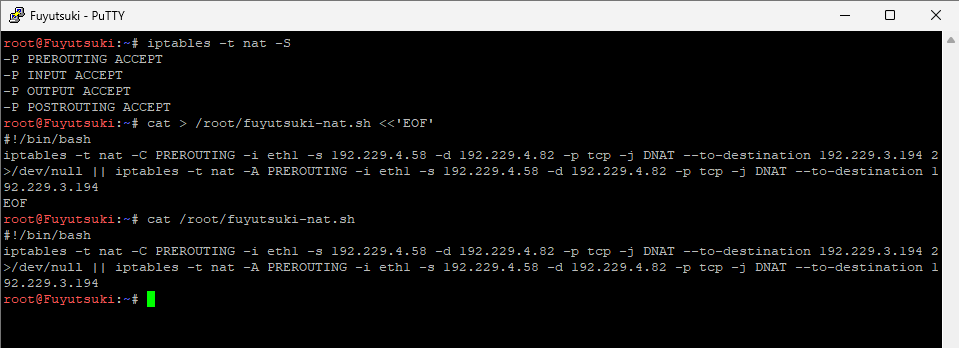 Fuyutsuki - PuTTY
root@Fuyutsuki:~# iptables -t nat -S
-P PREROUTING ACCEPT
-P INPUT ACCEPT
-P OUTPUT ACCEPT
-P POSTROUTING ACCEPT
root@Fuyutsuki:~# cat > /root/fuyutsuki-nat.sh <<'EOF'
#!/bin/bash
iptables -t nat -C PREROUTING -i eth1 -s 192.229.4.58 -d 192.229.4.82 -p tcp -j DNAT --to-destination 192.229.3.194 2
>/dev/null || iptables -t nat -A PREROUTING -i eth1 -s 192.229.4.58 -d 192.229.4.82 -p tcp -j DNAT --to-destination 1
92.229.3.194
EOF
root@Fuyutsuki:~# cat /root/fuyutsuki-nat.sh
#!/bin/bash
iptables -t nat -C PREROUTING -i eth1 -s 192.229.4.58 -d 192.229.4.82 -p tcp -j DNAT --to-destination 192.229.3.194 2
>/dev/null || iptables -t nat -A PREROUTING -i eth1 -s 192.229.4.58 -d 192.229.4.82 -p tcp -j DNAT --to-destination 1
92.229.3.194
root@Fuyutsuki:~#